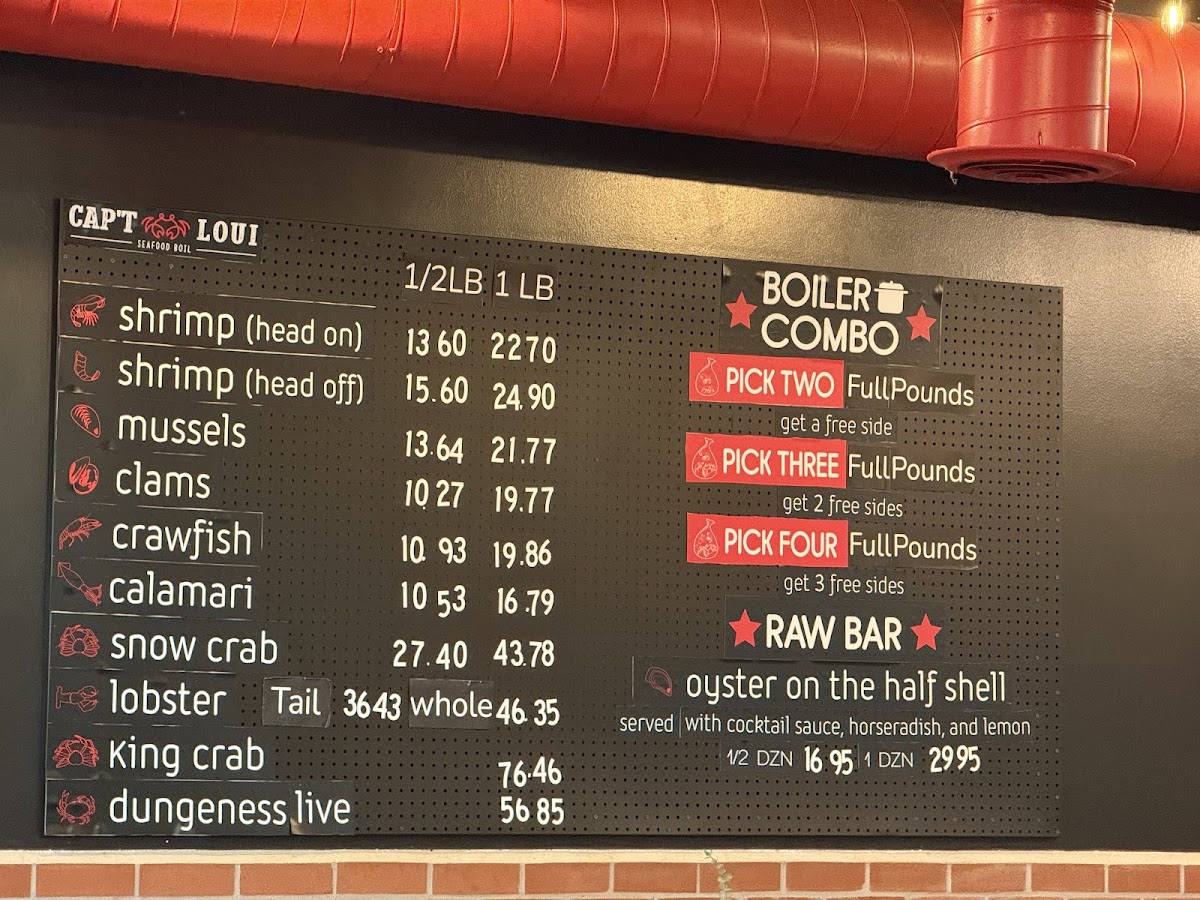 CAP'T LOUI
SEAFOOD BOIL
1/2LB 1 LB
shrimp (head on) 13 60 22 70
shrimp (head off) 15.60 24.90
mussels 13.64 21.77
clams 10 27 19.77
crawfish 10. 93 19.86
calamari 10 53 16.79
snow crab 27.40 43.78
lobster Tail 36 43 whole 46.35
King crab 76.46
dungeness live 56 85
BOILER
COMBO
PICK TWO FullPounds
get a free side
PICK THREE FullPounds
get 2 free sides
PICK FOUR FullPounds
get 3 free sides
RAW BAR
oyster on the half shell
served with cocktail sauce, horseradish, and lemon
1/2 DZN 16 95 1 DZN 29 95